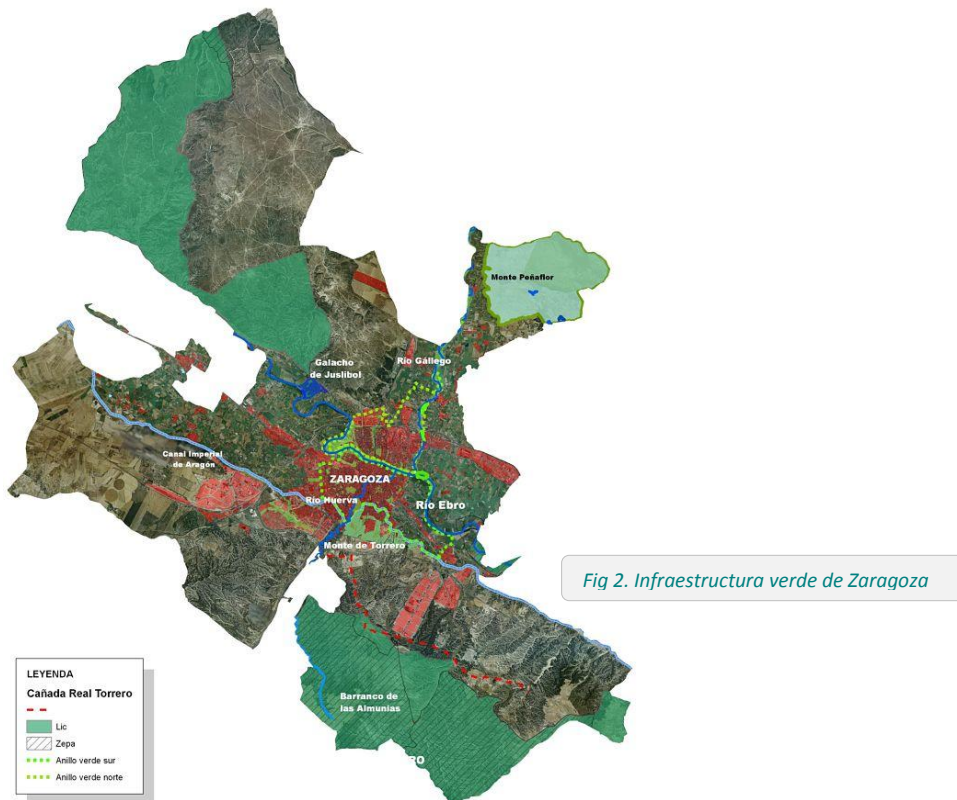 Monte Peñaflor
Río Gállego
Galacho
de Juslibol
Canal Imperial
de Aragón
ZARAGOZA
Río Huerva
Río Ebro
Monte de Torrero
Fig 2. Infraestructura verde de Zaragoza
Barranco de
las Almunias
LEYENDA
Cañada Real Torrero
Lic
Zepa
Anillo verde sur
Anillo verde norte